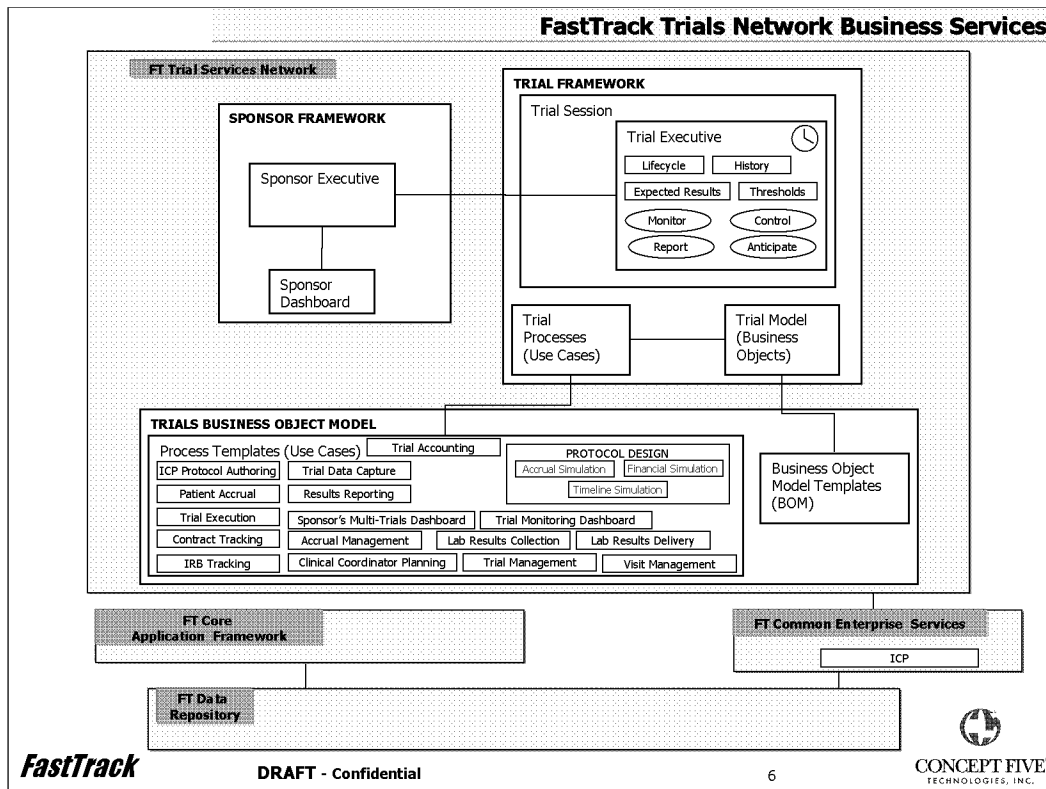 FastTrack Trials Network Business Services
FT Trial Services Network
SPONSOR FRAMEWORK
Sponsor Executive
Sponsor
Dashboard
TRIAL FRAMEWORK
Trial Session
Trial Executive
Lifecycle
History
Expected Results
Thresholds
Monitor
Control
Report
Anticipate
Trial
Processes
(Use Cases)
Trial Model
(Business
Objects)
TRIALS BUSINESS OBJECT MODEL
Process Templates (Use Cases)
Trial Accounting
ICP Protocol Authoring
Trial Data Capture
Patient Accrual
Results Reporting
PROTOCOL DESIGN
Accrual Simulation
Financial Simulation
Timeline Simulation
Trial Execution
Sponsor's Multi-Trials Dashboard
Trial Monitoring Dashboard
Contract Tracking
Accrual Management
Lab Results Collection
Lab Results Delivery
IRB Tracking
Clinical Coordinator Planning
Trial Management
Visit Management
Business Object
Model Templates
(BOM)
FT Core
Application Framework
FT Common Enterprise Services
ICP
FT Data
Repository
FastTrack
DRAFT - Confidential
6
CONCEPT FIVE
TECHNOLOGIES, INC.